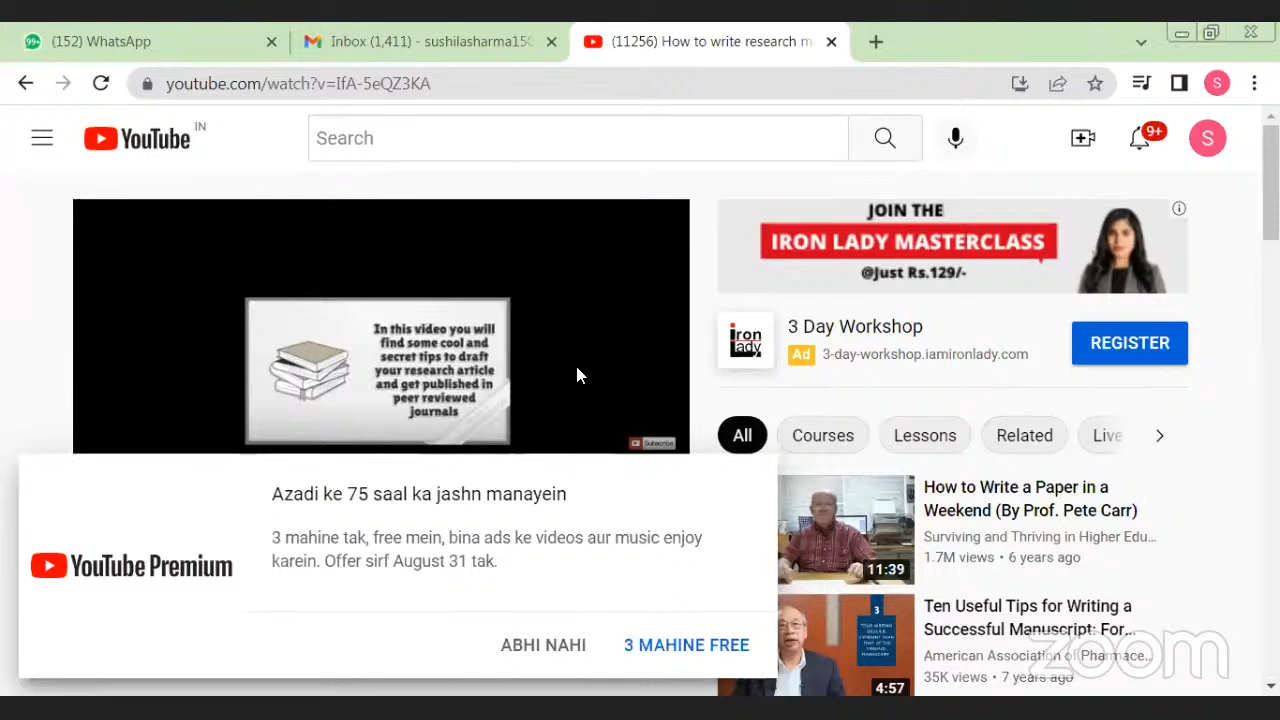 99+ (152) WhatsApp
Inbox (1,411) - sushilasharma150
(11256) How to write research m
youtube.com/watch?v=IfA-5eQZ3KA
S
YouTube IN
Search
9+
S
In this video you will
find some cool and
secret tips to draft
your research article
and get published in
peer reviewed
journals
Subscribe
JOIN THE
IRON LADY MASTERCLASS
@Just Rs.129/-
iron
lady
3 Day Workshop
Ad 3-day-workshop.iamironlady.com
REGISTER
All
Courses
Lessons
Related
Live
How to Write a Paper in a
Weekend (By Prof. Pete Carr)
Surviving and Thriving in Higher Edu...
1.7M views • 6 years ago
11:39
3
Ten Useful Tips for Writing a
Successful Manuscript: For...
American Association of Pharmace...
35K views • 7 years ago
4:57
YouTube Premium
Azadi ke 75 saal ka jashn manayein
3 mahine tak, free mein, bina ads ke videos aur music enjoy
karein. Offer sirf August 31 tak.
ABHI NAHI
3 MAHINE FREE
zoom